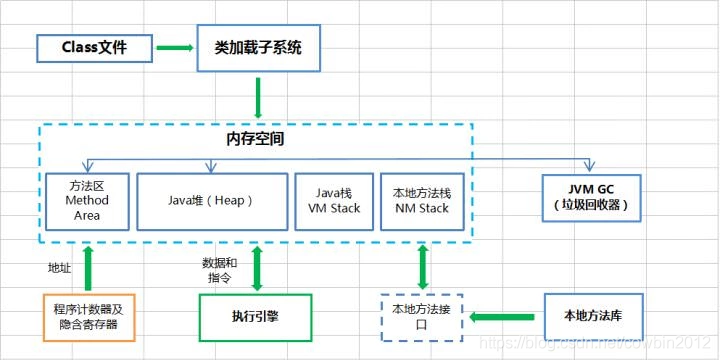 Class文件
类加载子系统
内存空间
方法区
Method
Area
Java堆（Heap）
Java栈
VM Stack
本地方法栈
NM Stack
JVM GC
（垃圾回收器）
地址
数据和
指令
程序计数器及
隐含寄存器
执行引擎
本地方法接
口
本地方法库
https://blog.csdn.net/cowbin2012